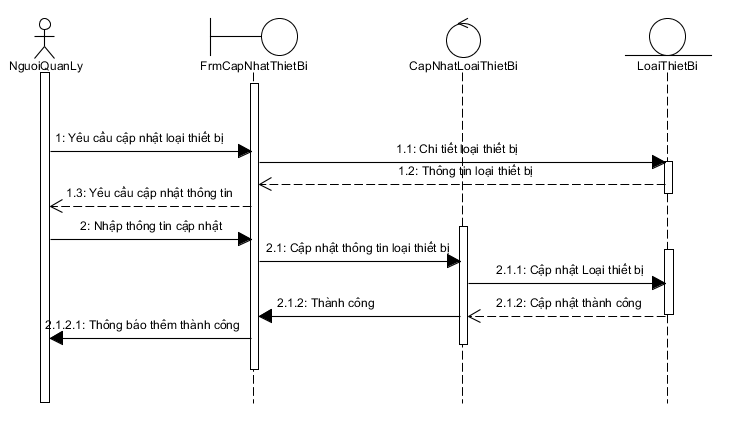 NguoiQuanLy
FrmCapNhatThietBi
CapNhatLoaiThietBi
LoaiThietBi
1: Yêu cầu cập nhật loại thiết bị
1.1: Chi tiết loại thiết bị
1.2: Thông tin loại thiết bị
1.3: Yêu cầu cập nhật thông tin
2: Nhập thông tin cập nhật
2.1: Cập nhật thông tin loại thiết bị
2.1.1: Cập nhật Loại thiết bị
2.1.2: Thành công
2.1.2: Cập nhật thành công
2.1.2.1: Thông báo thêm thành công